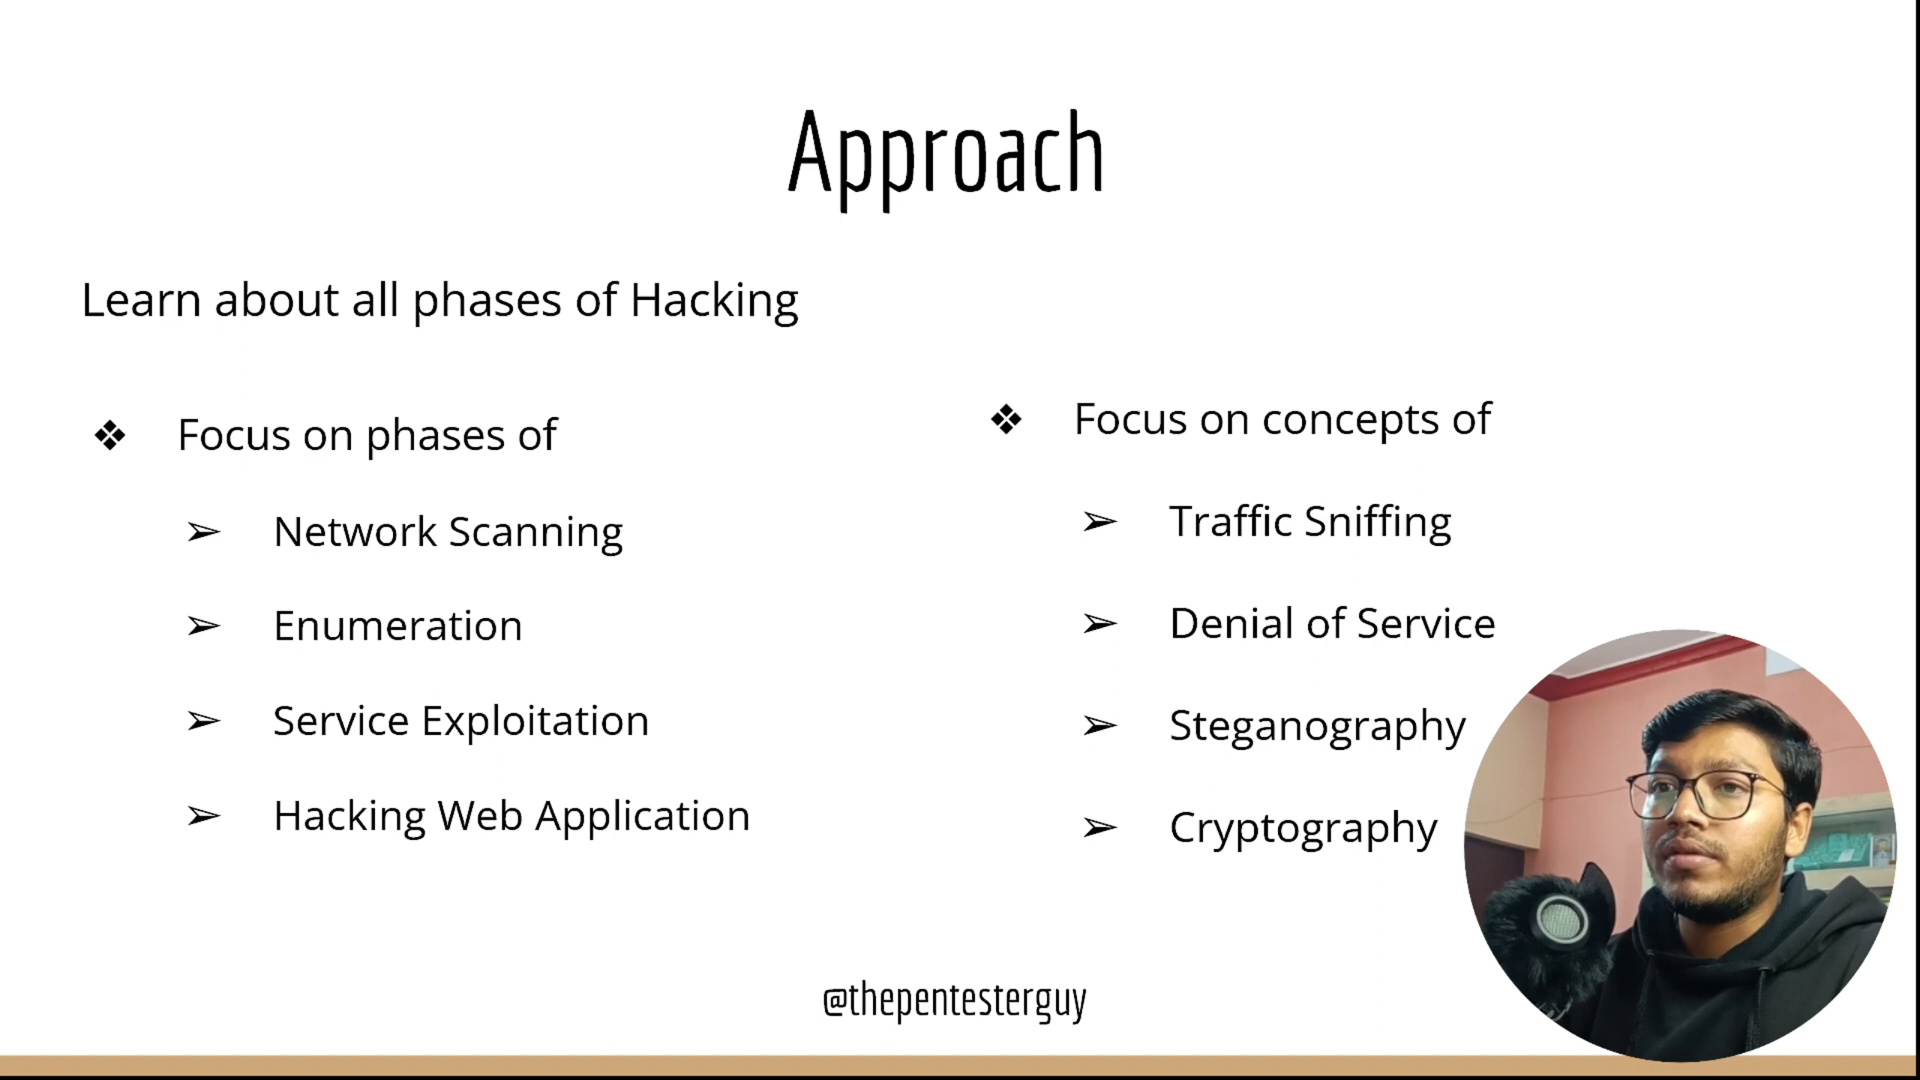 Approach
Learn about all phases of Hacking
❖ Focus on phases of
➢ Network Scanning
➢ Enumeration
➢ Service Exploitation
➢ Hacking Web Application
❖ Focus on concepts of
➢ Traffic Sniffing
➢ Denial of Service
➢ Steganography
➢ Cryptography
@thepentesterguy